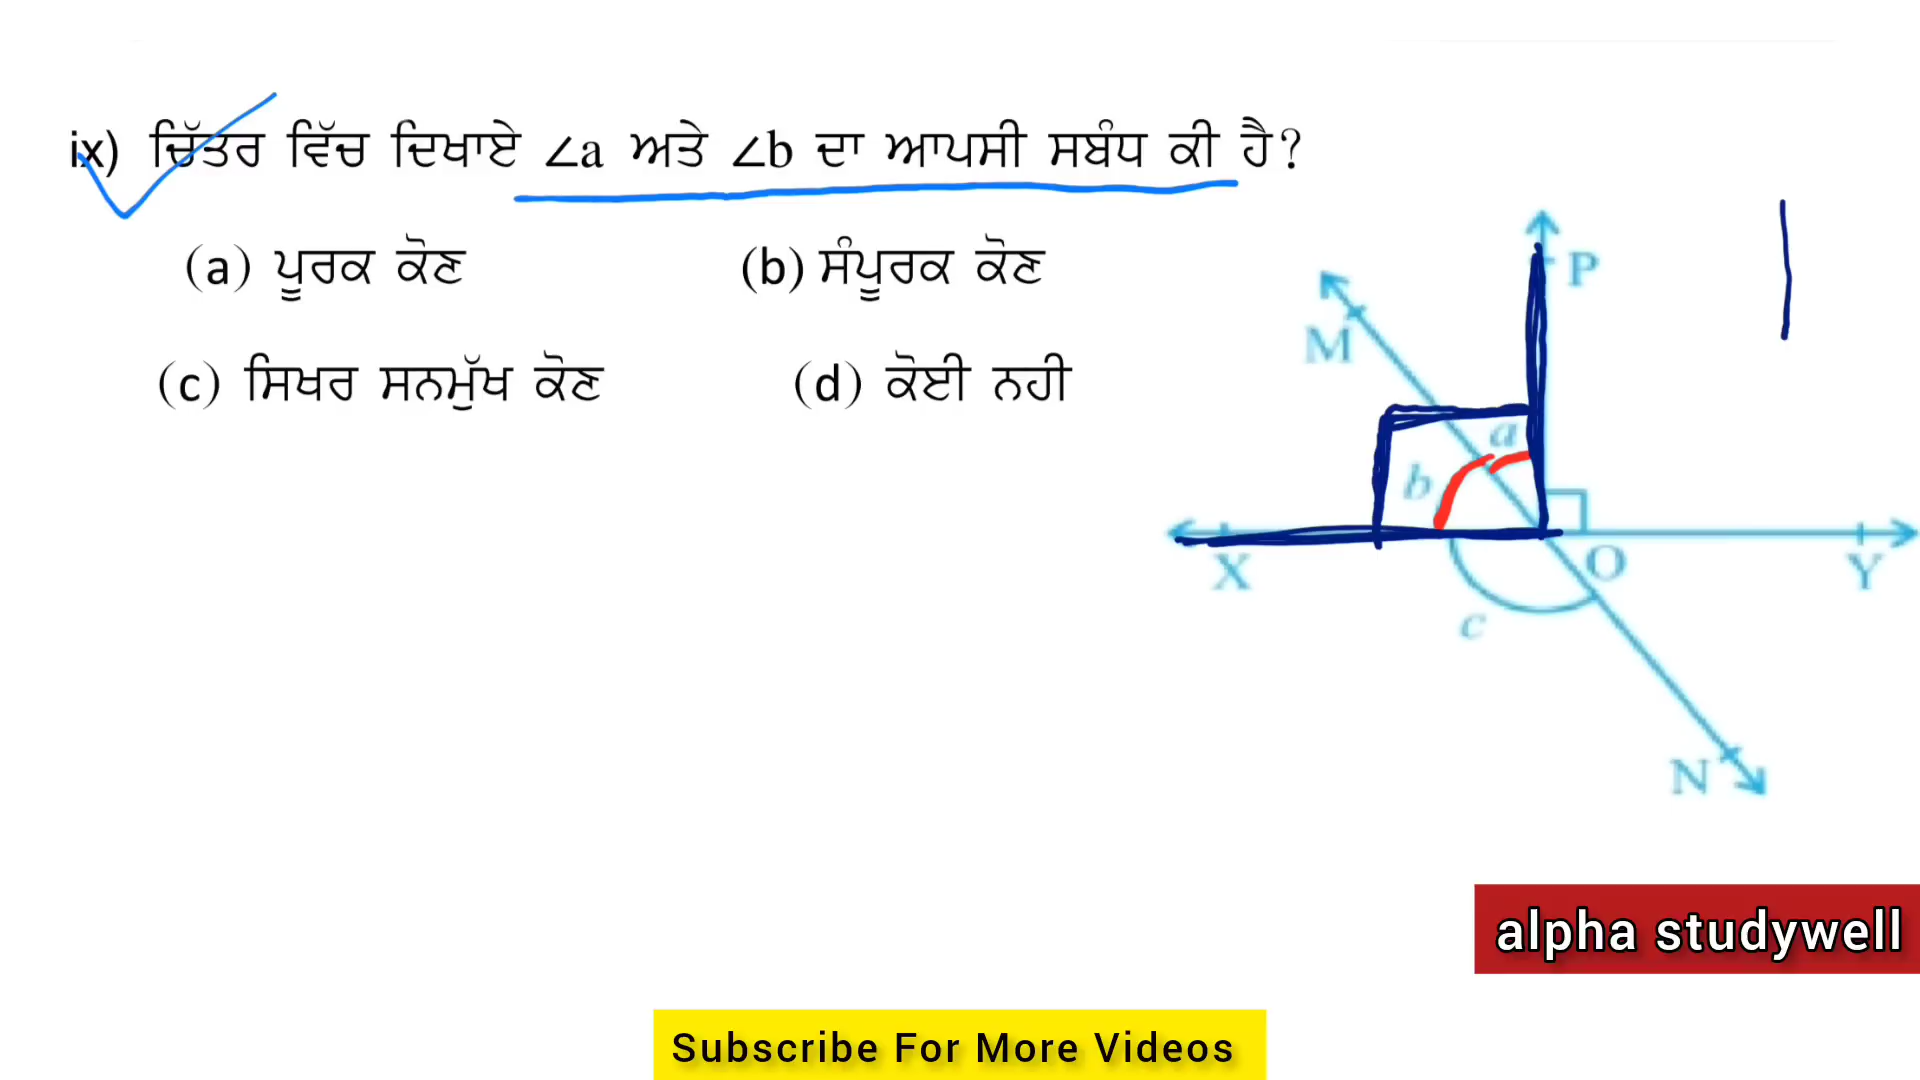 ix) ਚਿੱਤਰ ਵਿੱਚ ਦਿਖਾਏ ∠a ਅਤੇ ∠b ਦਾ ਆਪਸੀ ਸਬੰਧ ਕੀ ਹੈ?
(a) ਪੂਰਕ ਕੋਣ (b) ਸੰਪੂਰਕ ਕੋਣ
(c) ਸਿਖਰ ਸਨਮੁੱਖ ਕੋਣ (d) ਕੋਈ ਨਹੀ
P
M
a
b
X O Y
c
N
alpha studywell
Subscribe For More Videos